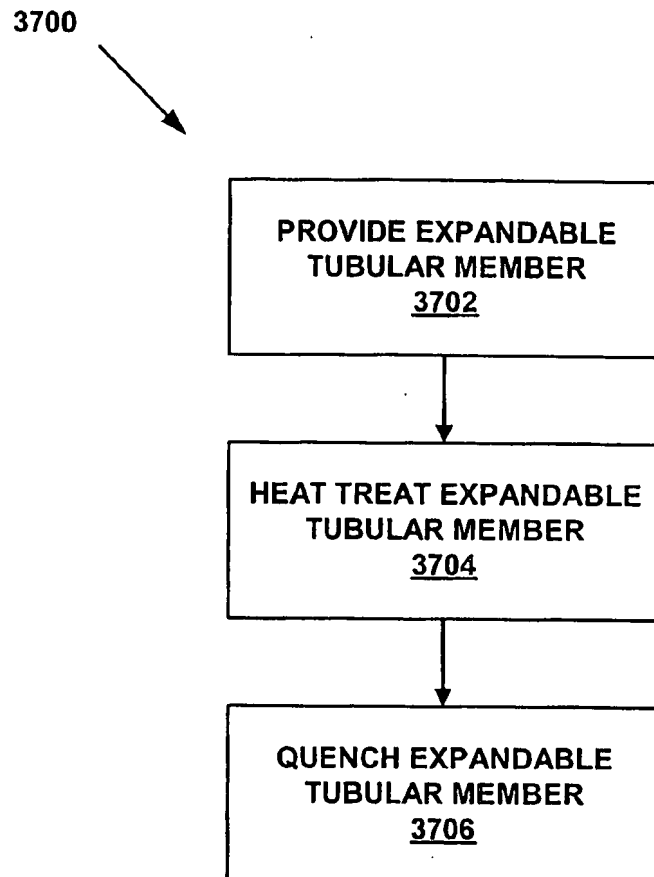 3700
PROVIDE EXPANDABLE
TUBULAR MEMBER
3702
HEAT TREAT EXPANDABLE
TUBULAR MEMBER
3704
QUENCH EXPANDABLE
TUBULAR MEMBER
3706